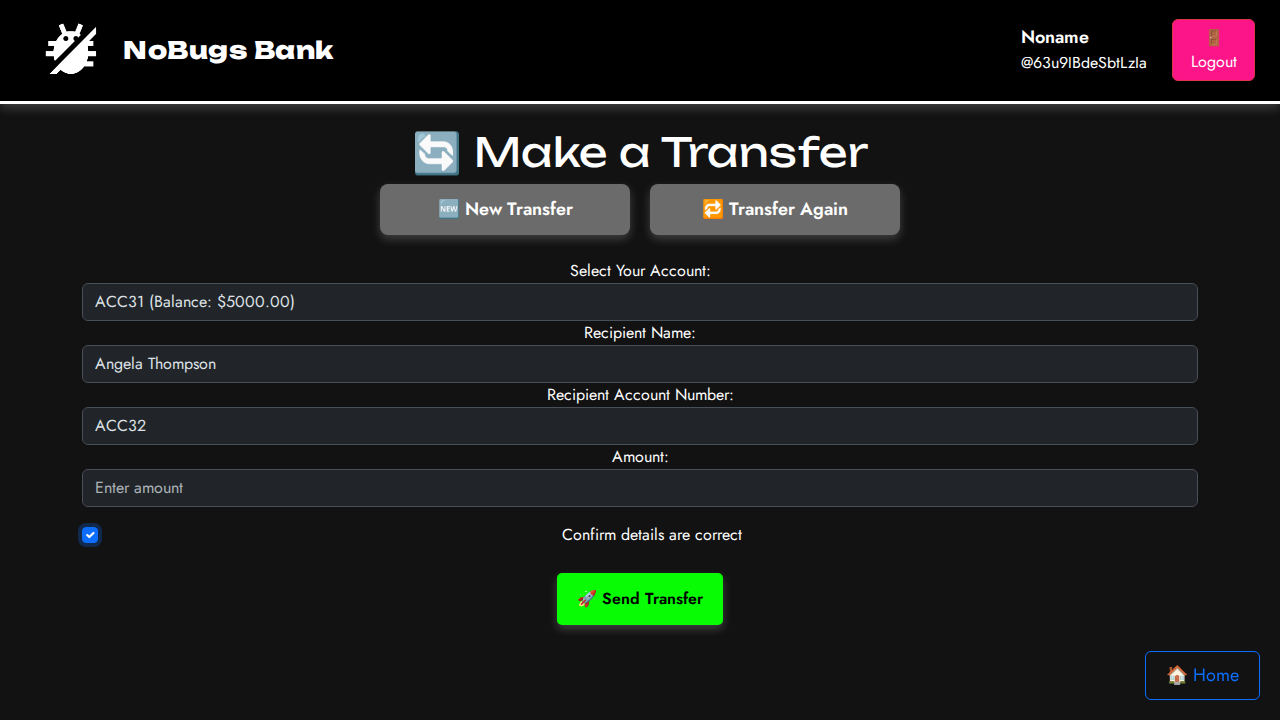 NoBugs Bank
Noname
@63u9lBdeSbtLzIa
Logout
Make a Transfer
New Transfer
Transfer Again
Select Your Account:
ACC31 (Balance: $5000.00)
Recipient Name:
Angela Thompson
Recipient Account Number:
ACC32
Amount:
Enter amount
Confirm details are correct
Send Transfer
Home